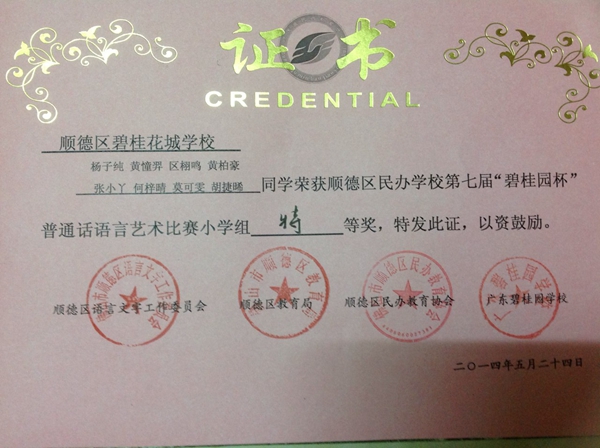 证书
CREDENTIAL
顺德区碧桂花城学校
杨子纯 黄憧羿 区栩鸣 黄柏豪
张小丫 何梓晴 莫可雯 胡捷晞 同学荣获顺德区民办学校第七届“碧桂园杯”
普通话语言艺术比赛小学组 特 等奖，特发此证，以资鼓励。
顺德区语言文字工作委员会 顺德区教育局 顺德区民办教育协会 广东碧桂园学校
二○一四年五月二十四日